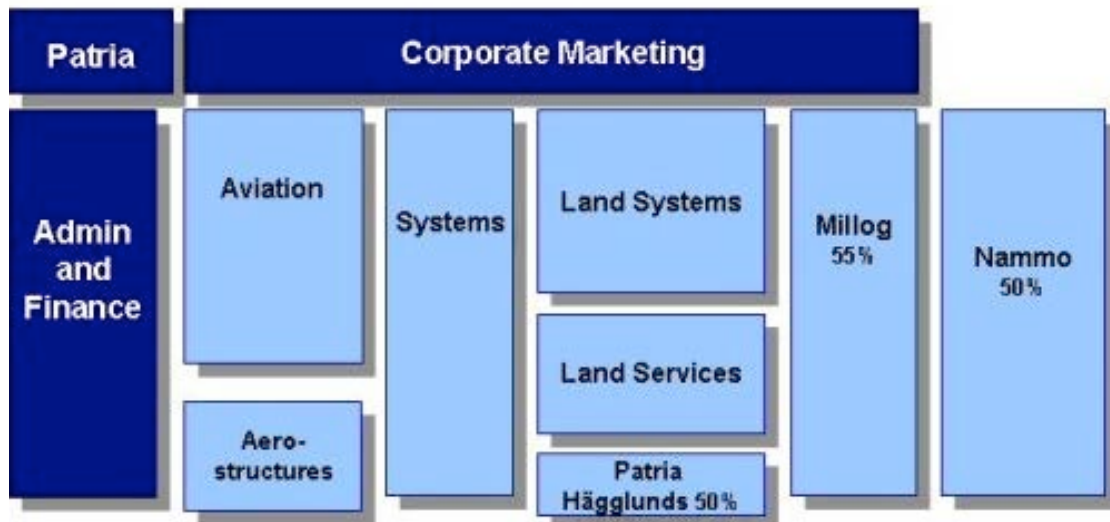 Patria
Corporate Marketing
Admin
and
Finance
Aviation
Aero-
structures
Systems
Land Systems
Land Services
Patria
Hägglunds 50%
Millog
55%
Nammo
50%